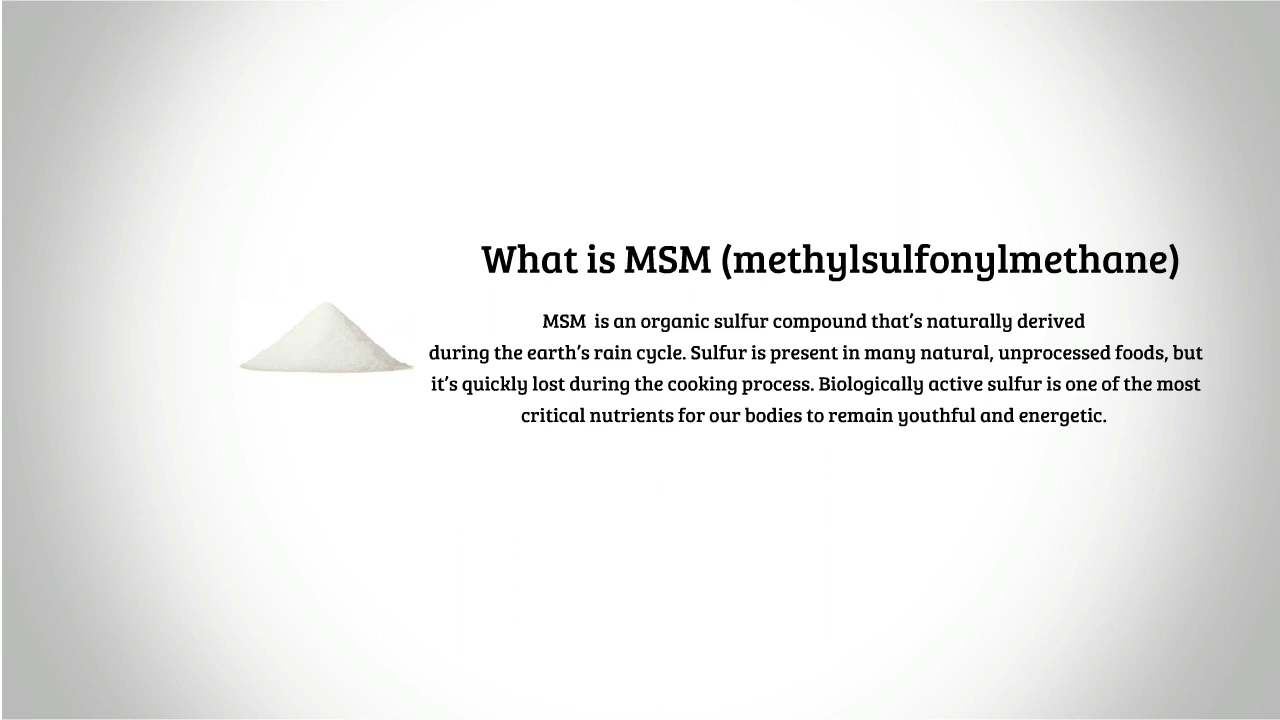 What is MSM (methylsulfonylmethane)
MSM is an organic sulfur compound that's naturally derived
during the earth's rain cycle. Sulfur is present in many natural, unprocessed foods, but
it's quickly lost during the cooking process. Biologically active sulfur is one of the most
critical nutrients for our bodies to remain youthful and energetic.